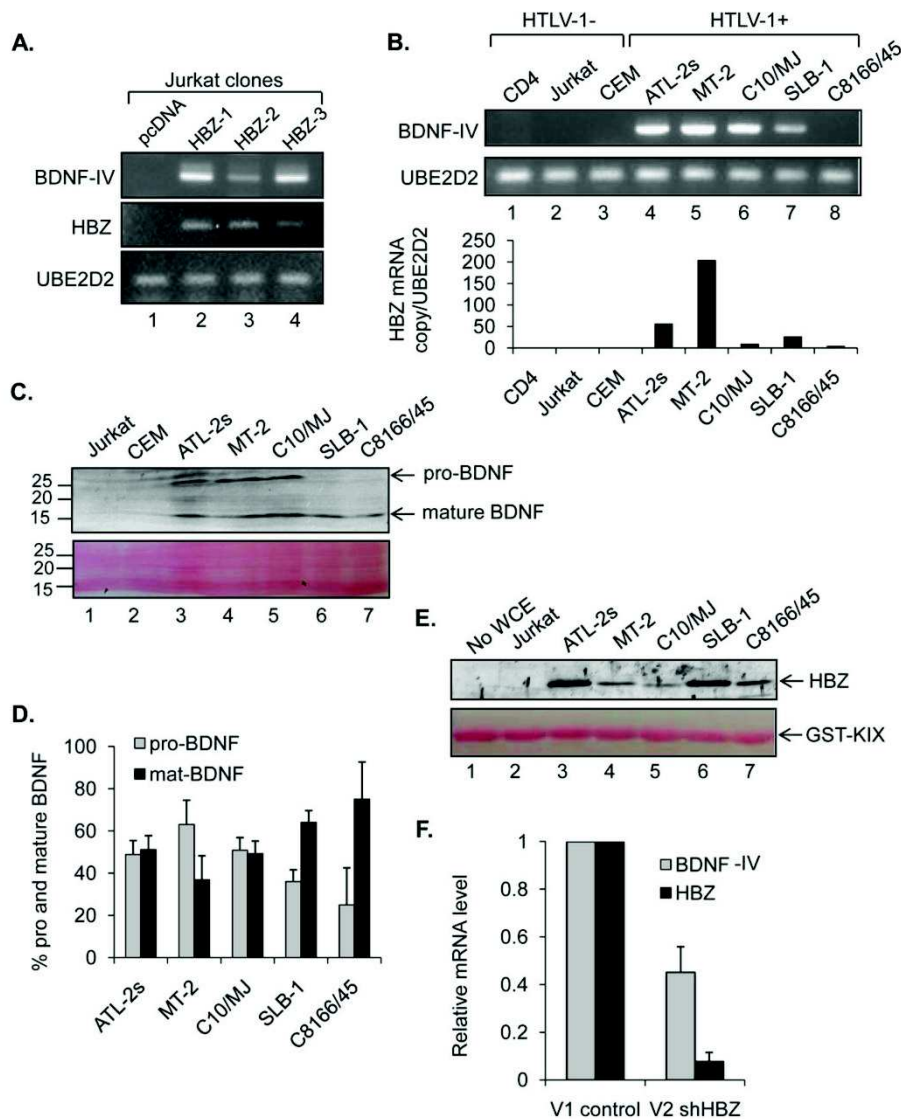 A.
Jurkat clones
pcDNA HBZ-1 HBZ-2 HBZ-3
BDNF-IV
HBZ
UBE2D2
1 2 3 4
B.
HTLV-1- HTLV-1+
CD4 Jurkat CEM ATL-2s MT-2 C10/MJ SLB-1 C8166/45
BDNF-IV
UBE2D2
1 2 3 4 5 6 7 8
HBZ mRNA
copy/UBE2D2
250
200
150
100
50
0
CD4 Jurkat CEM ATL-2s MT-2 C10/MJ SLB-1 C8166/45
C.
Jurkat CEM ATL-2s MT-2 C10/MJ SLB-1 C8166/45
25
20
15
pro-BDNF
mature BDNF
25
20
15
1 2 3 4 5 6 7
D.
% pro and mature BDNF
100
80
60
40
20
0
pro-BDNF
mat-BDNF
ATL-2s MT-2 C10/MJ SLB-1 C8166/45
E.
No WCE Jurkat ATL-2s MT-2 C10/MJ SLB-1 C8166/45
HBZ
GST-KIX
1 2 3 4 5 6 7
F.
Relative mRNA level
1
0.8
0.6
0.4
0.2
0
BDNF -IV
HBZ
V1 control V2 shHBZ